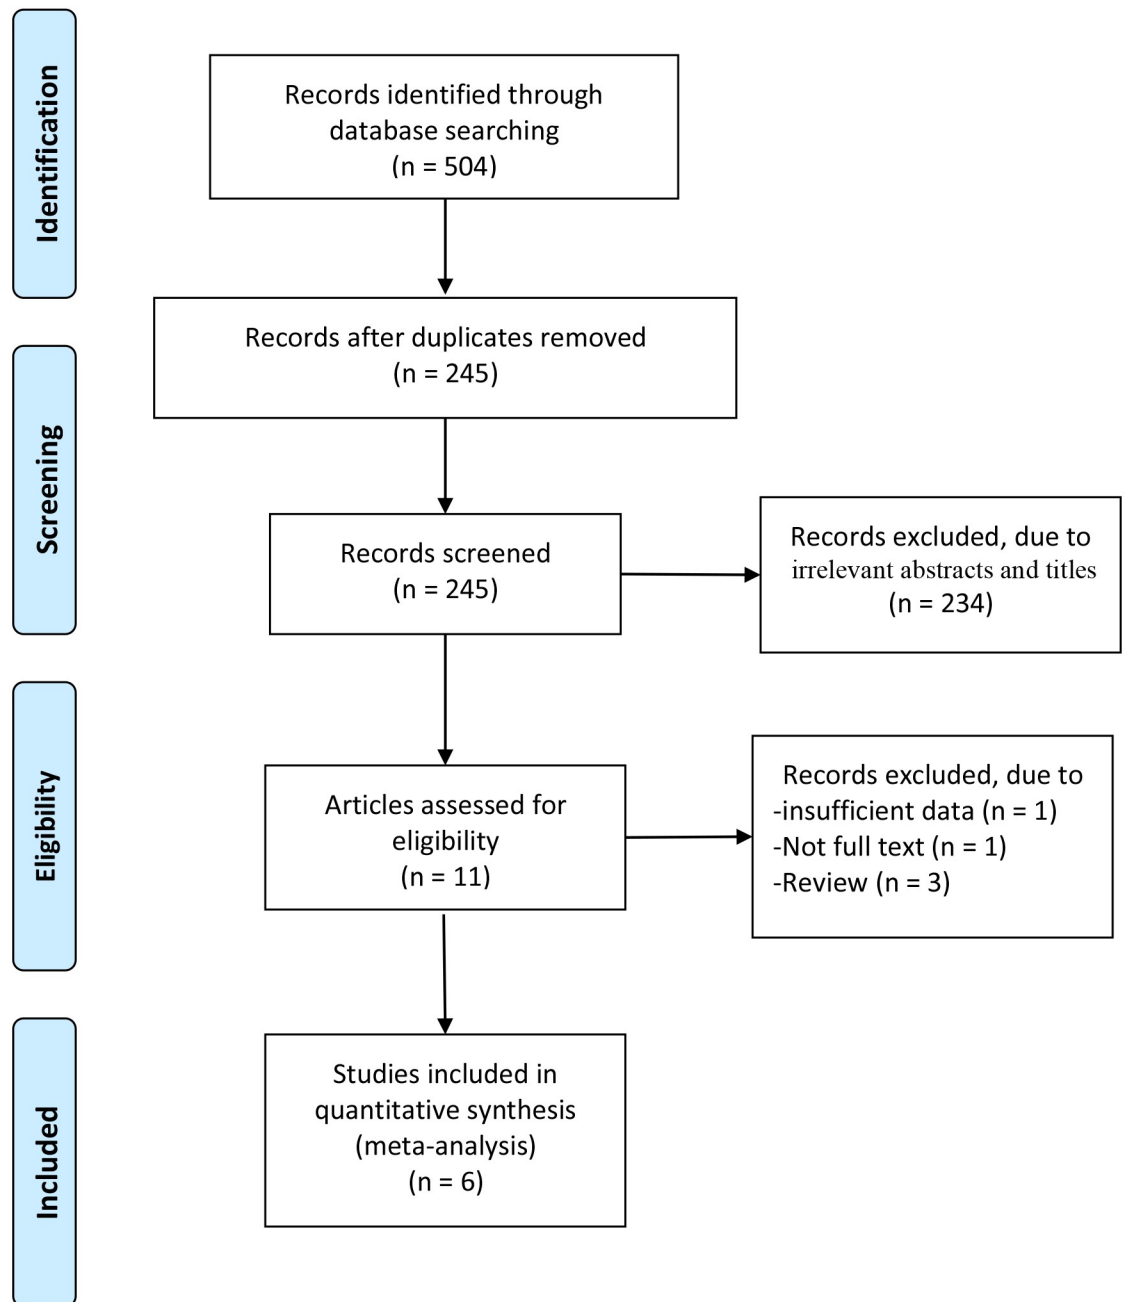 Identification
Records identified through
database searching
(n = 504)
Records after duplicates removed
(n = 245)
Screening
Records screened
(n = 245)
Records excluded, due to
irrelevant abstracts and titles
(n = 234)
Eligibility
Articles assessed for
eligibility
(n = 11)
Records excluded, due to
-insufficient data (n = 1)
-Not full text (n = 1)
-Review (n = 3)
Included
Studies included in
quantitative synthesis
(meta-analysis)
(n = 6)